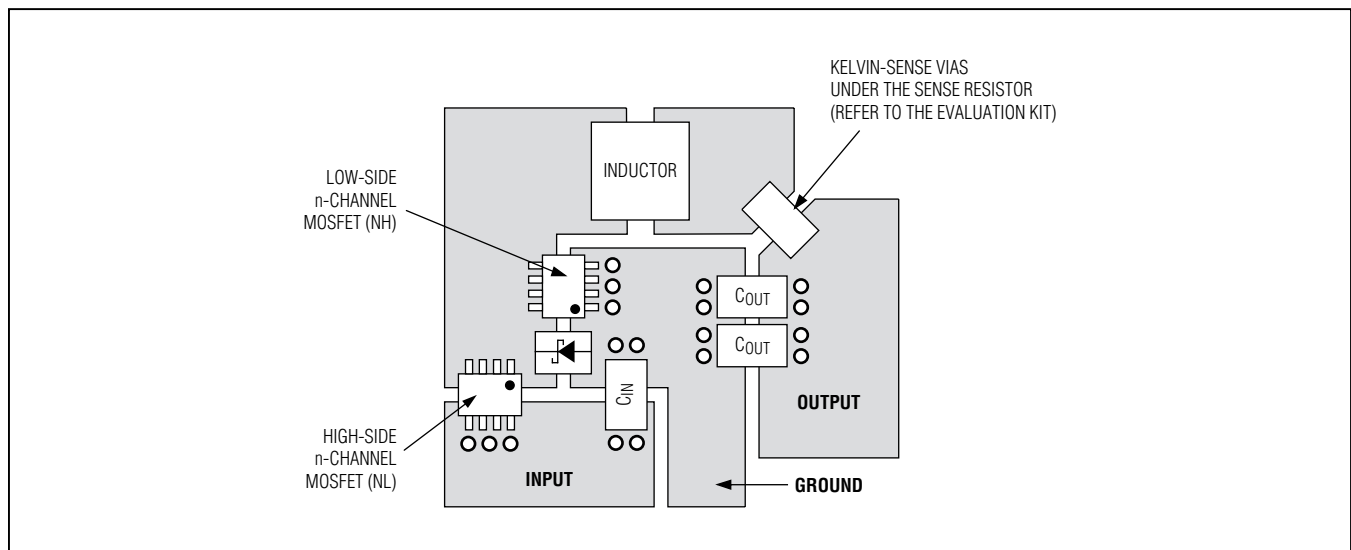 KELVIN-SENSE VIAS
UNDER THE SENSE RESISTOR
(REFER TO THE EVALUATION KIT)
INDUCTOR
LOW-SIDE
n-CHANNEL
MOSFET (NH)
COUT
COUT
CIN
OUTPUT
HIGH-SIDE
n-CHANNEL
MOSFET (NL)
INPUT
GROUND